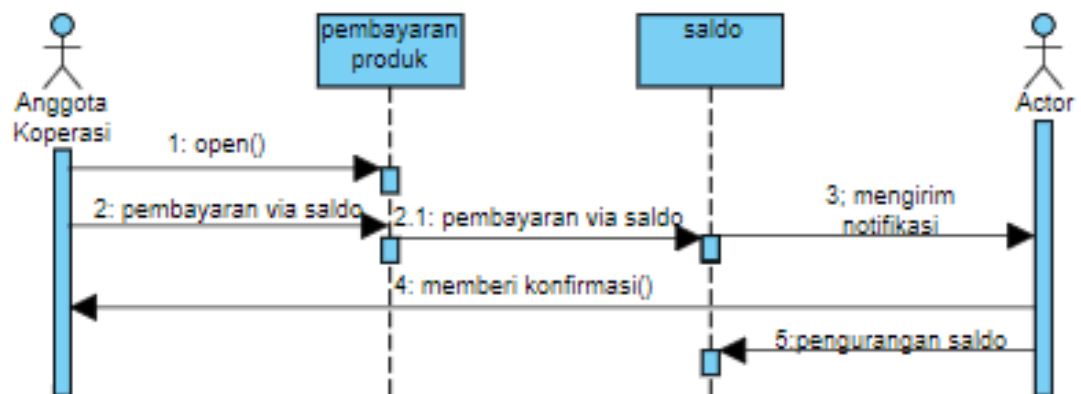 pembayaran
produk
saldo
Anggota
Koperasi
Actor
1: open()
2: pembayaran via saldo
2.1: pembayaran via saldo
3; mengirim
notifikasi
4: memberi konfirmasi()
5:pengurangan saldo